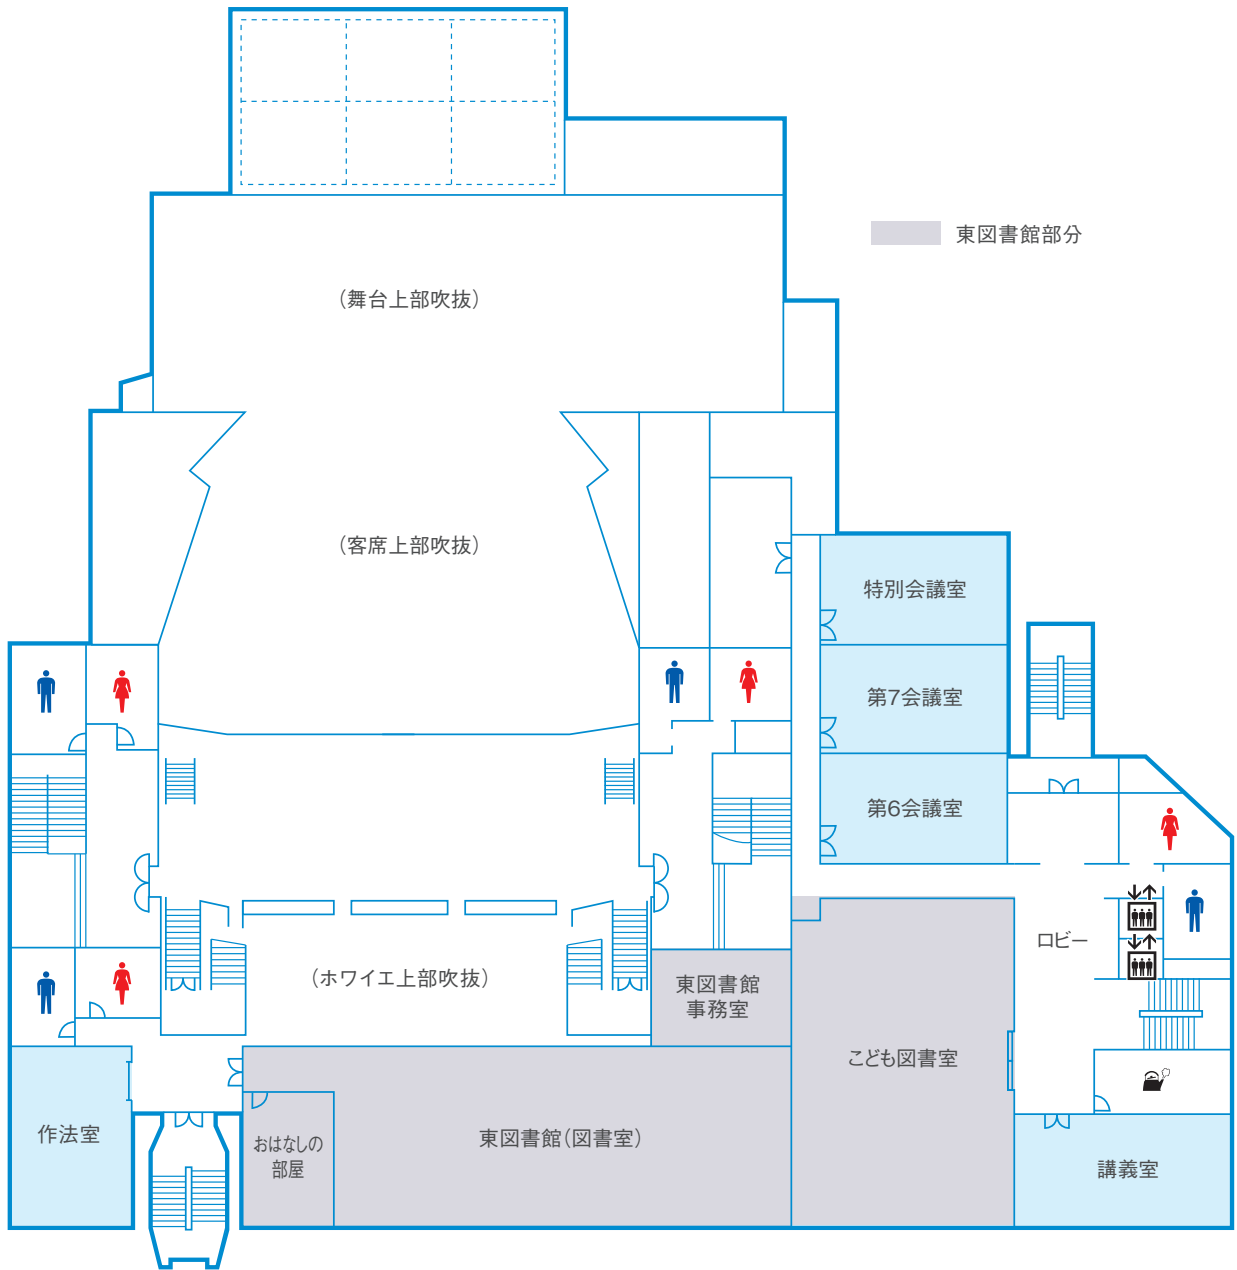 東図書館部分
（舞台上部吹抜）
（客席上部吹抜）
特別会議室
第7会議室
第6会議室
ロビー
（ホワイエ上部吹抜）
東図書館
事務室
こども図書室
作法室
おはなしの
部屋
東図書館（図書室）
講義室